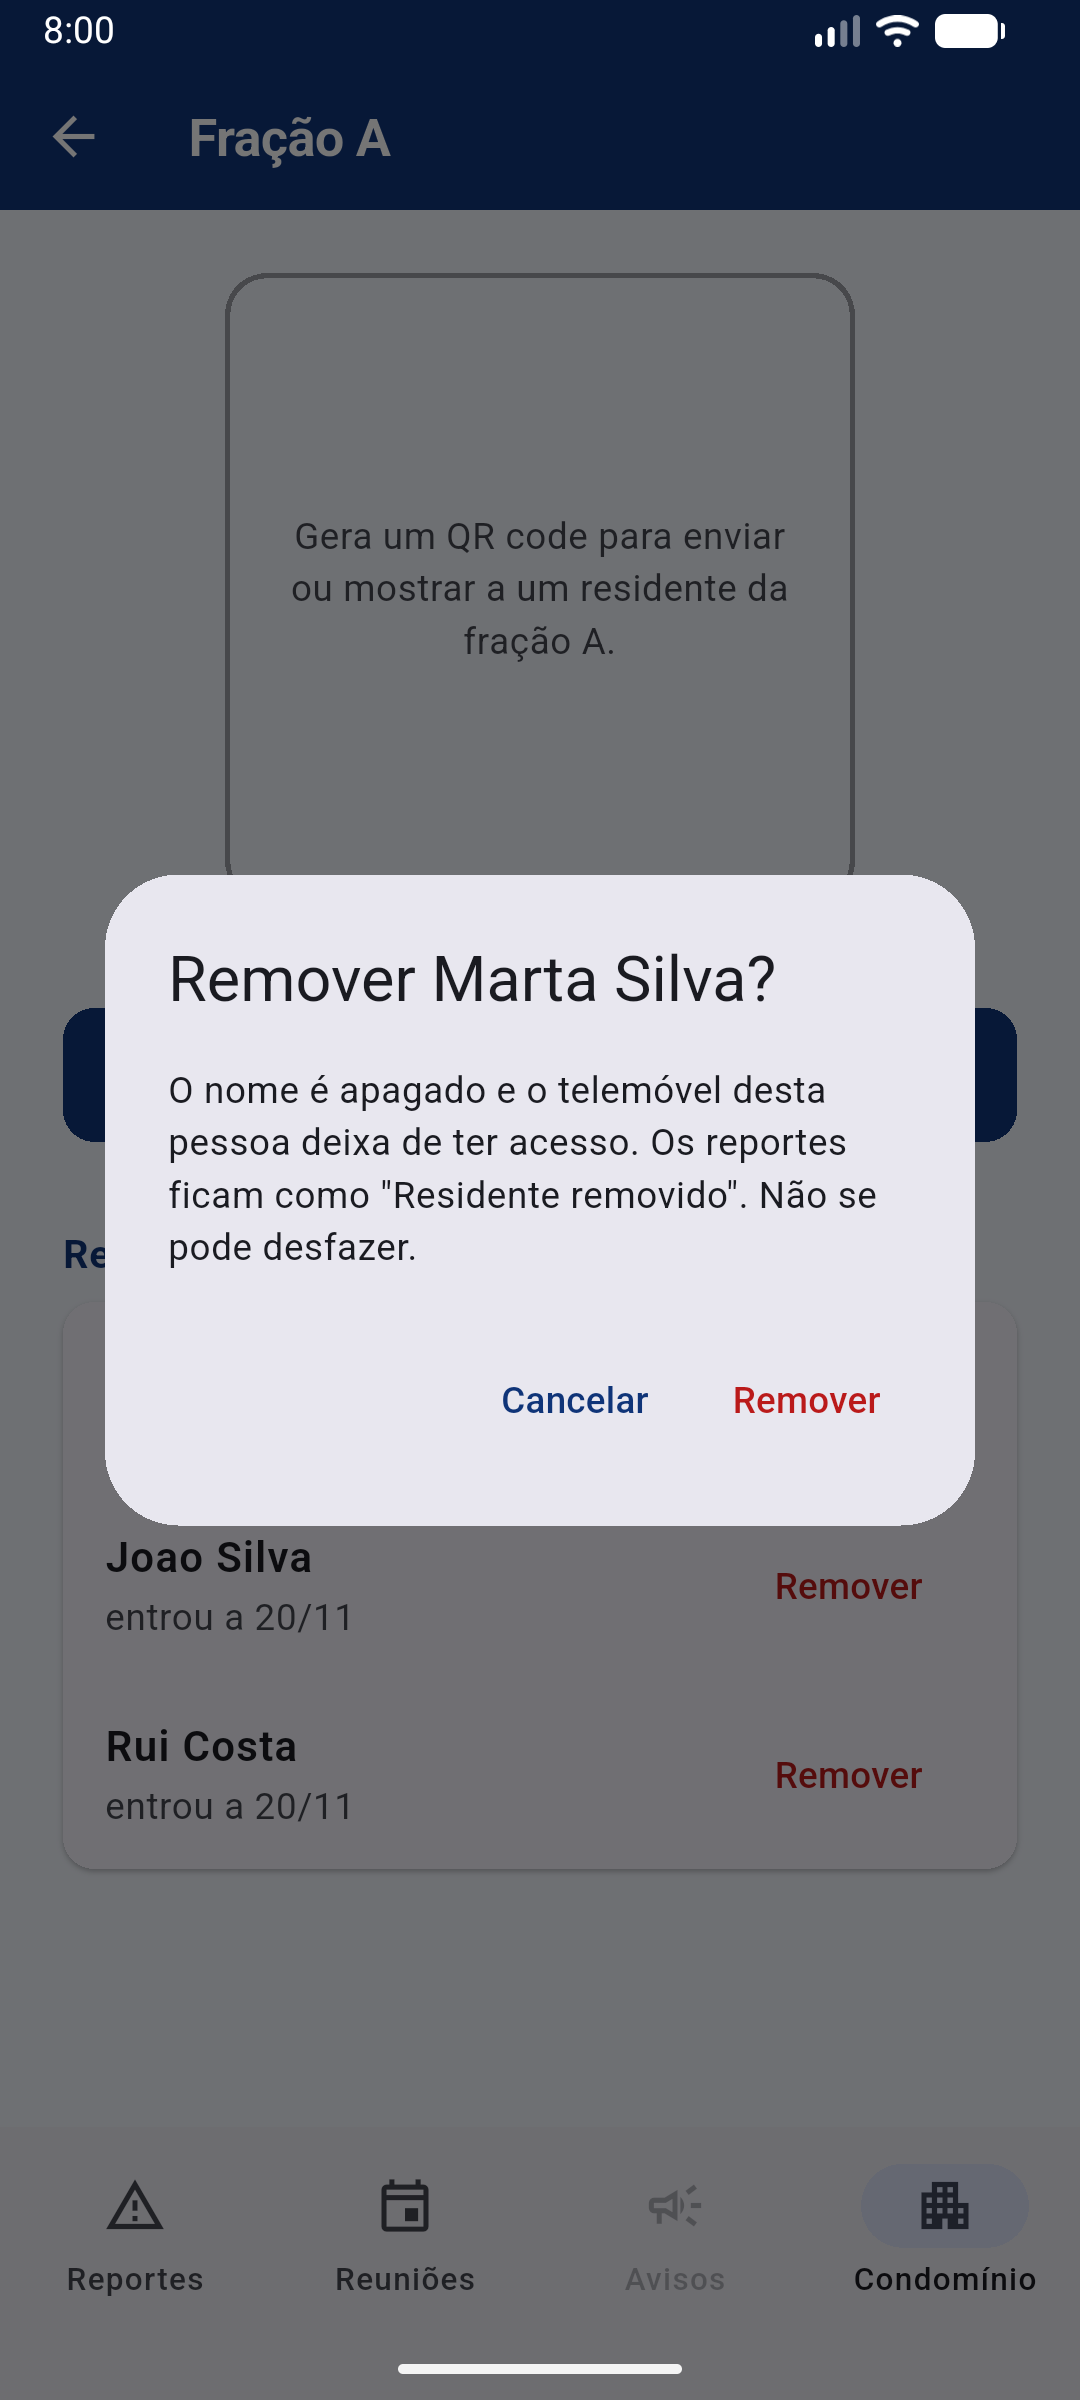 8:00
Fração A
Gera um QR code para enviar
ou mostrar a um residente da
fração A.
Remover Marta Silva?
O nome é apagado e o telemóvel desta
pessoa deixa de ter acesso. Os reportes
ficam como "Residente removido". Não se
pode desfazer.
Cancelar Remover
Joao Silva
entrou a 20/11
Remover
Rui Costa
entrou a 20/11
Remover
Reportes Reuniões Avisos Condomínio